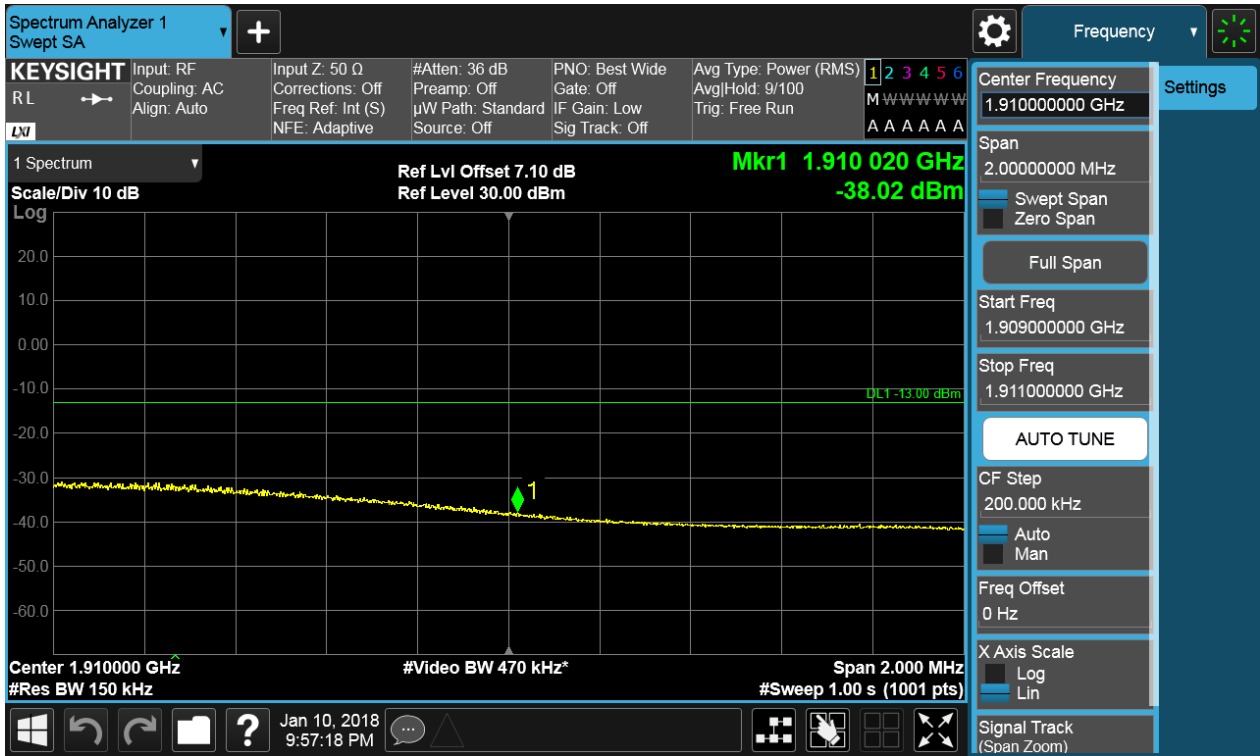 Spectrum Analyzer 1
Swept SA
+
Frequency
KEYSIGHT
RL
LXI
Input: RF
Coupling: AC
Align: Auto
Input Z: 50 Ω
Corrections: Off
Freq Ref: Int (S)
NFE: Adaptive
#Atten: 36 dB
Preamp: Off
µW Path: Standard
Source: Off
PNO: Best Wide
Gate: Off
IF Gain: Low
Sig Track: Off
Avg Type: Power (RMS)
Avg|Hold: 9/100
Trig: Free Run
1 2 3 4 5 6
M W W W W W
A A A A A A
1 Spectrum
Scale/Div 10 dB
Log
Ref Lvl Offset 7.10 dB
Ref Level 30.00 dBm
Mkr1 1.910 020 GHz
-38.02 dBm
20.0
10.0
0.00
-10.0
DL1 -13.00 dBm
-20.0
-30.0
1
-40.0
-50.0
-60.0
Center 1.910000 GHz
#Res BW 150 kHz
#Video BW 470 kHz*
Span 2.000 MHz
#Sweep 1.00 s (1001 pts)
Center Frequency
1.910000000 GHz
Span
2.00000000 MHz
Swept Span
Zero Span
Full Span
Start Freq
1.909000000 GHz
Stop Freq
1.911000000 GHz
AUTO TUNE
CF Step
200.000 kHz
Auto
Man
Freq Offset
0 Hz
X Axis Scale
Log
Lin
Signal Track
(Span Zoom)
Settings
?
Jan 10, 2018
9:57:18 PM